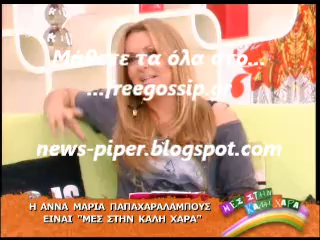 Μάθετε τα όλα στο...
...freegossip.gr
news-piper.blogspot.com
Η ΑΝΝΑ ΜΑΡΙΑ ΠΑΠΑΧΑΡΑΛΑΜΠΟΥΣ
ΕΙΝΑΙ "ΜΕΣ ΣΤΗΝ ΚΑΛΗ ΧΑΡΑ"
ΜΕΣ ΣΤΗΝ
ΚΑΛΗ ΧΑΡΑ